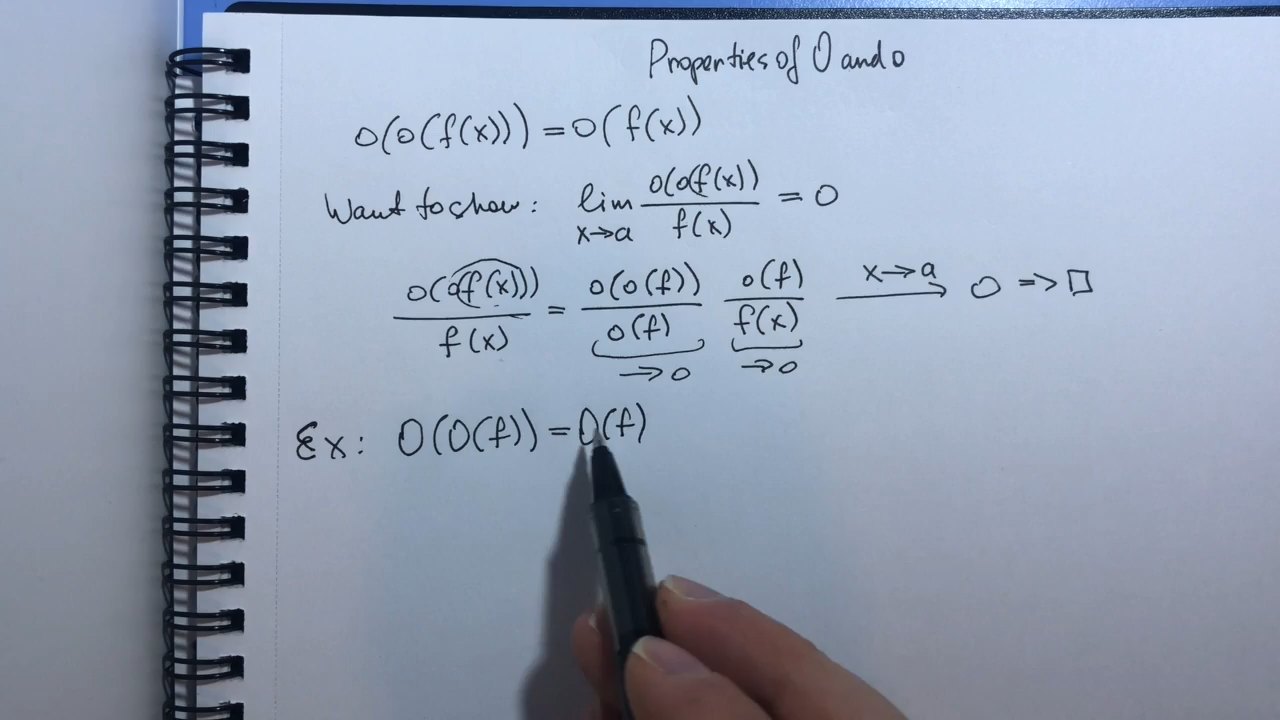 Properties of O and o
o(o(f(x))) = o(f(x))
Want to show: lim x→a o(o(f(x)) / f(x) = 0
o(o(f(x))) / f(x) = o(o(f)) / o(f) o(f) / f(x) x→a 0 => □
→0 →0
Ex: O(O(f)) = O(f)